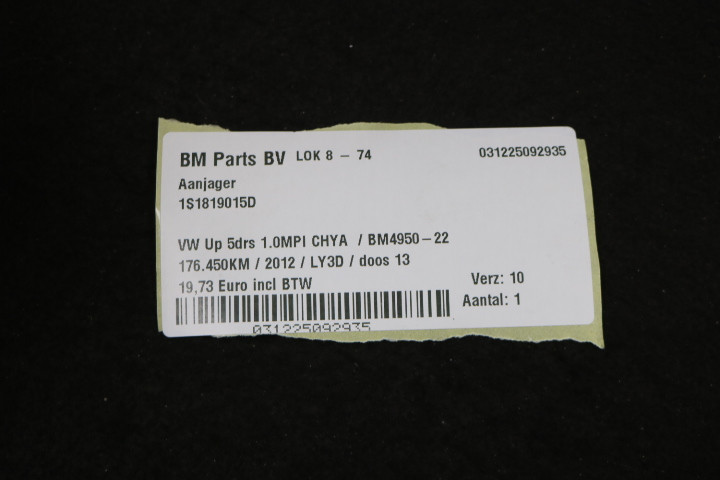 BM Parts BV LOK 8 - 74 031225092935
Aanjager
1S1819015D
VW Up 5drs 1.0MPI CHYA / BM4950-22
176.450KM / 2012 / LY3D / doos 13
19,73 Euro incl BTW
Verz: 10
Aantal: 1
031225092935